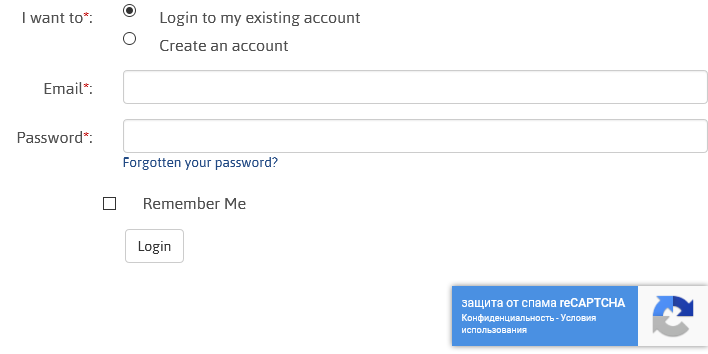 I want to*:
Login to my existing account
Create an account
Email*:
Password*:
Forgotten your password?
Remember Me
Login
защита от спама reCAPTCHA
Конфиденциальность - Условия
использования